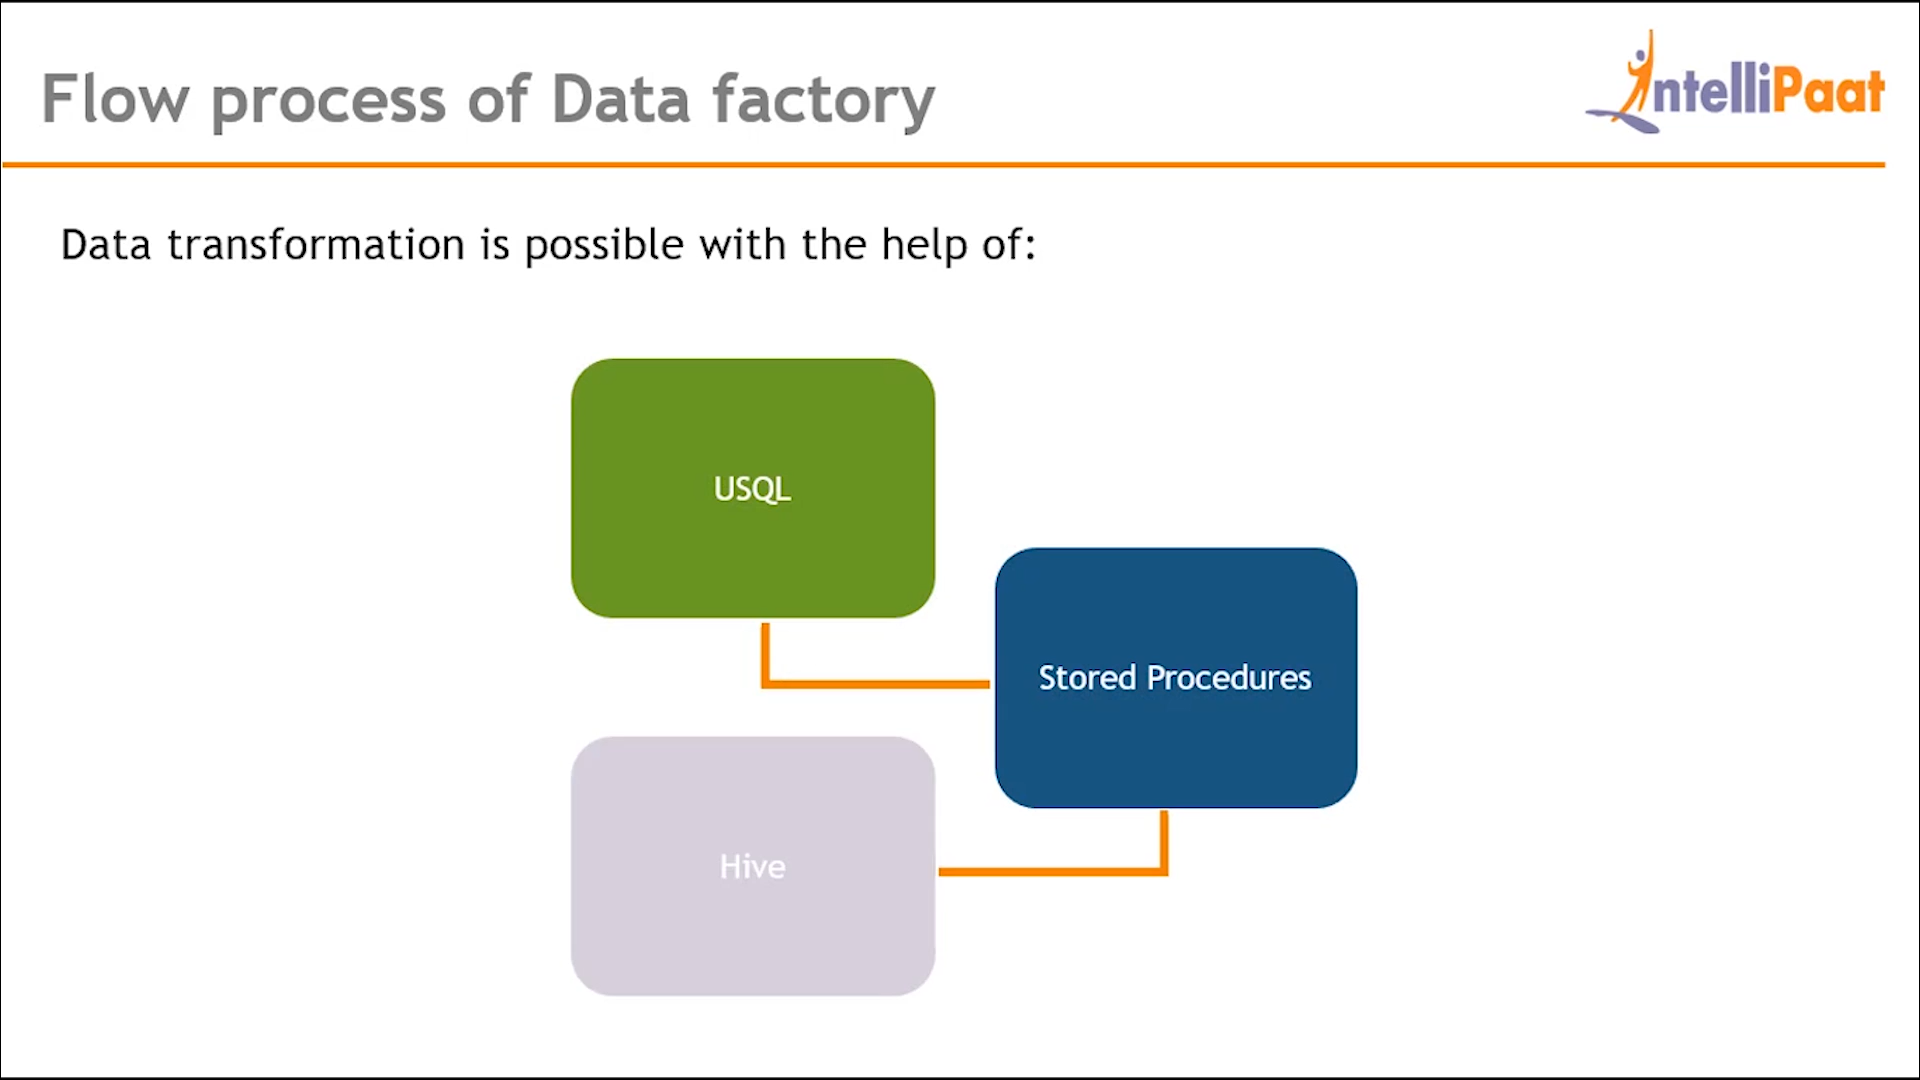 Flow process of Data factory
IntelliPaat
Data transformation is possible with the help of:
USQL
Stored Procedures
Hive